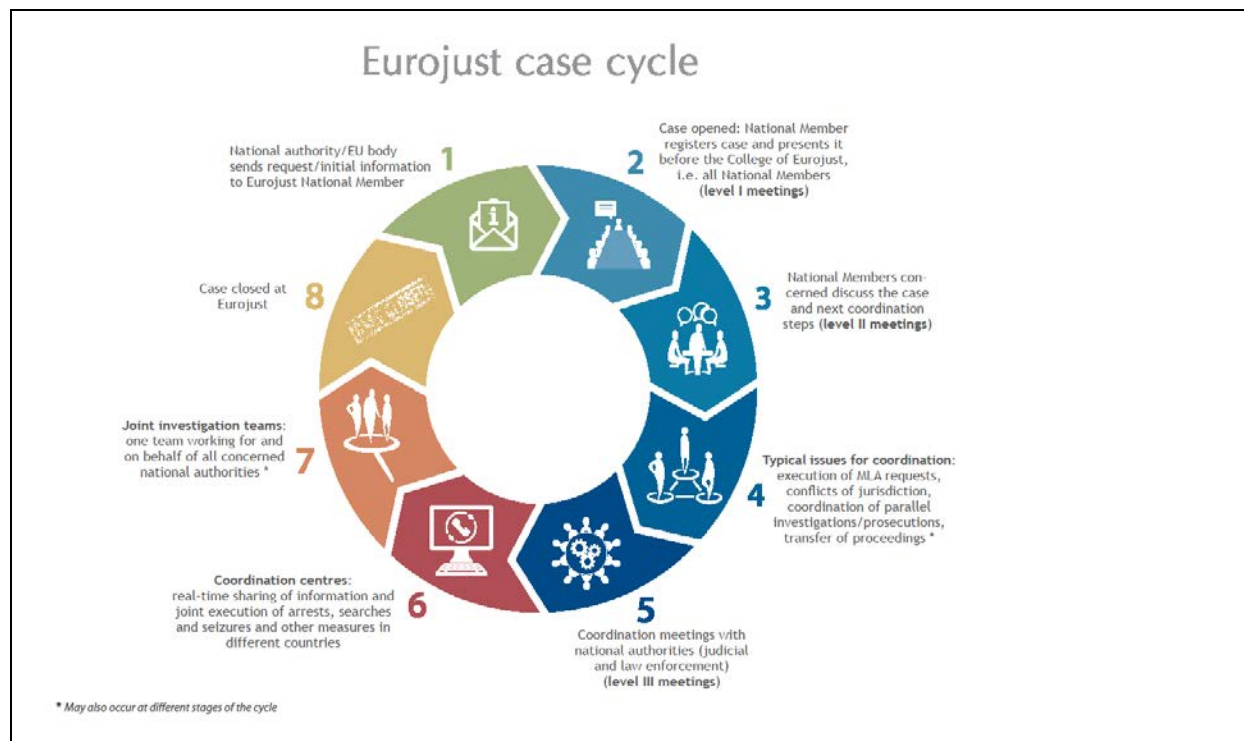 Eurojust case cycle
1
National authority/EU body
sends request/initial information
to Eurojust National Member
2
Case opened: National Member
registers case and presents it
before the College of Eurojust,
i.e. all National Members
(level I meetings)
3
National Members con-
cerned discuss the case
and next coordination
steps (level II meetings)
4
Typical issues for coordination:
execution of MLA requests,
conflicts of jurisdiction,
coordination of parallel
investigations/prosecutions,
transfer of proceedings *
5
Coordination meetings with
national authorities (judicial
and law enforcement)
(level III meetings)
6
Coordination centres:
real-time sharing of information and
joint execution of arrests, searches
and seizures and other measures in
different countries
7
Joint investigation teams:
one team working for and
on behalf of all concerned
national authorities *
8
Case closed at
Eurojust
i
* May also occur at different stages of the cycle